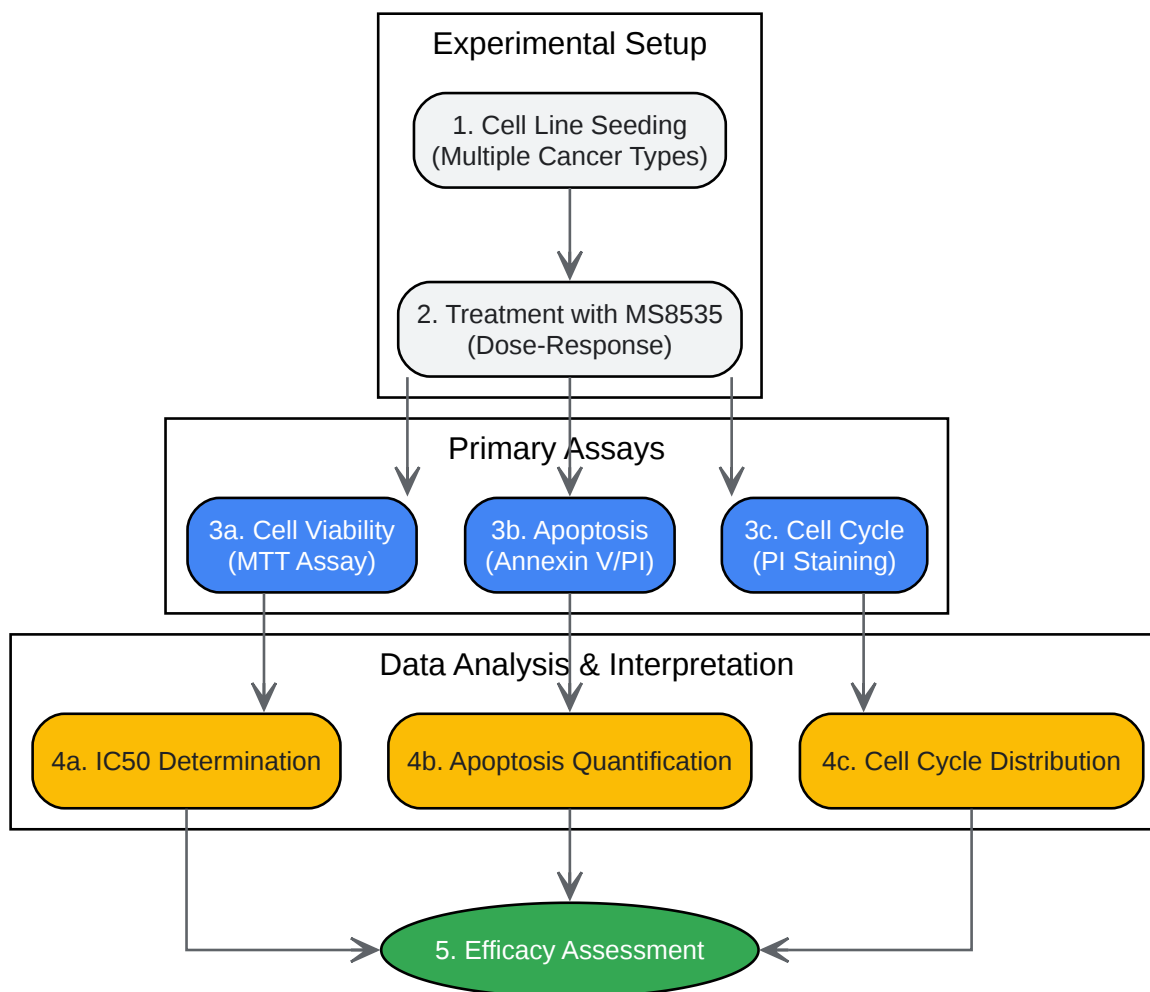 Experimental Setup
1. Cell Line Seeding
(Multiple Cancer Types)
2. Treatment with MS8535
(Dose-Response)
Primary Assays
3a. Cell Viability
(MTT Assay)
3b. Apoptosis
(Annexin V/PI)
3c. Cell Cycle
(PI Staining)
Data Analysis & Interpretation
4a. IC50 Determination
4b. Apoptosis Quantification
4c. Cell Cycle Distribution
5. Efficacy Assessment